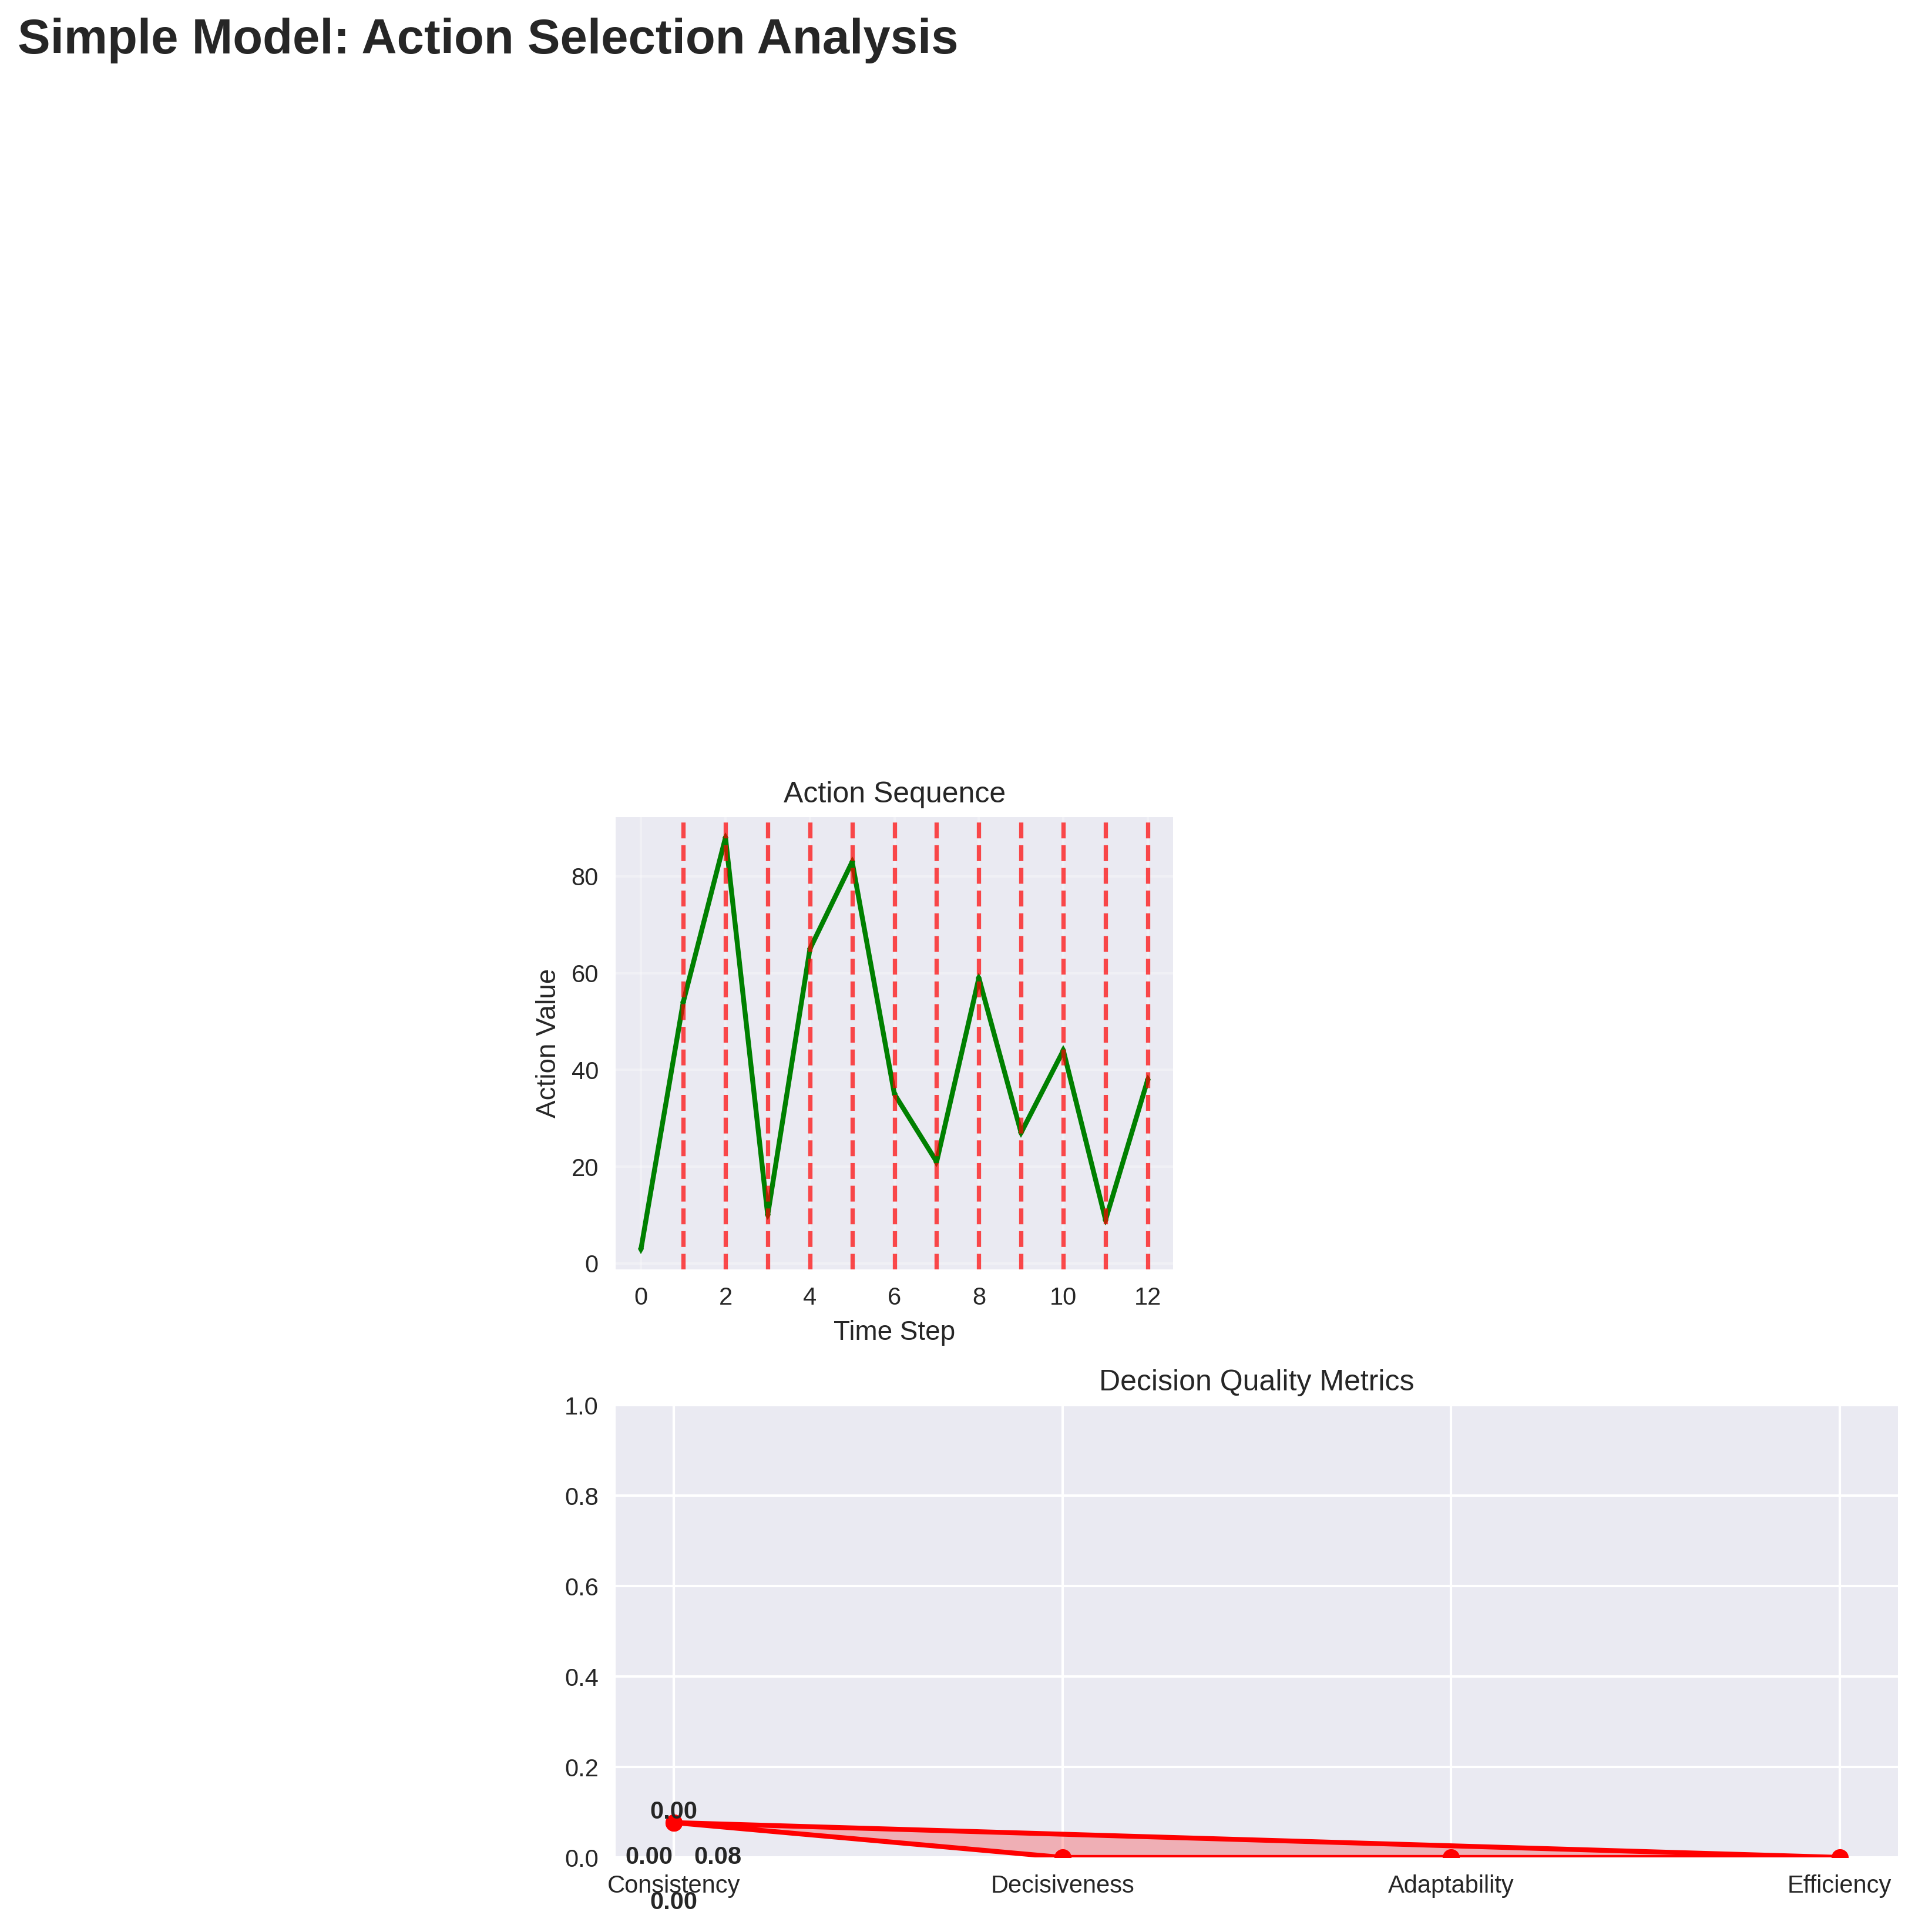 Simple Model: Action Selection Analysis
Action Sequence
Action Value
80
60
40
20
0
0 2 4 6 8 10 12
Time Step
Decision Quality Metrics
1.0
0.8
0.6
0.4
0.2
0.0
0.00
0.00 0.08
0.00
Consistency Decisiveness Adaptability Efficiency